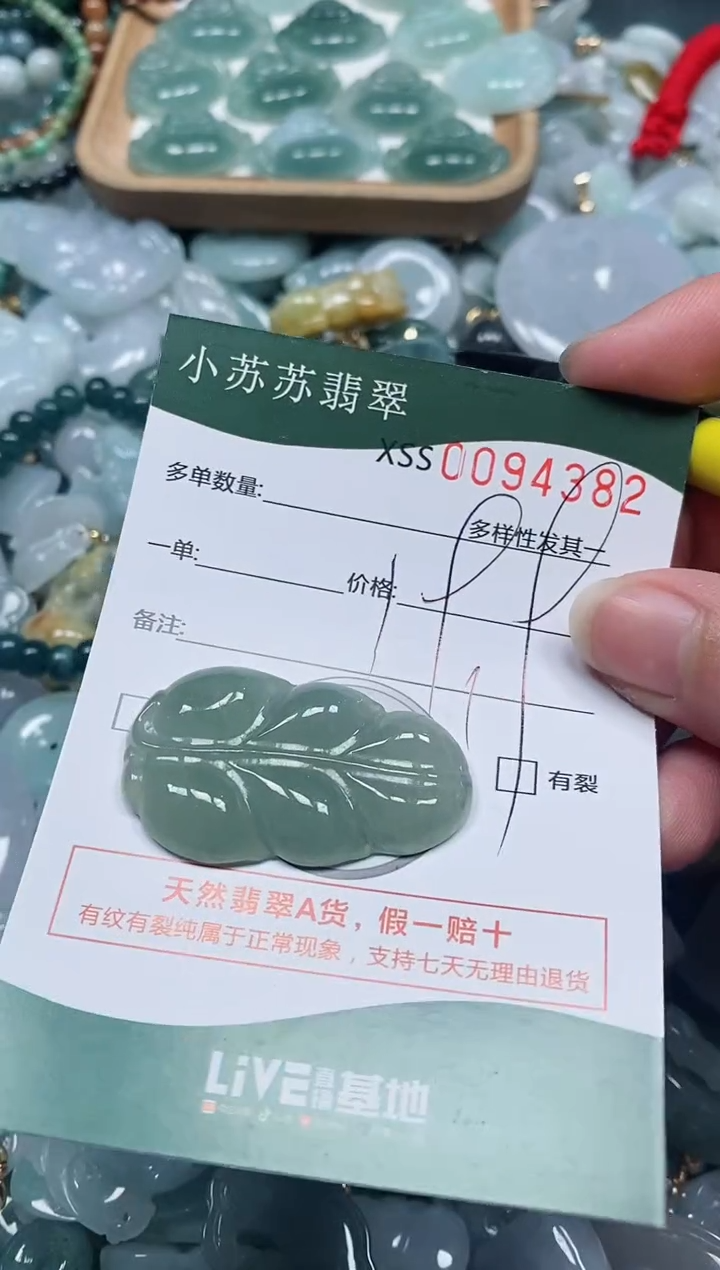 小苏苏翡翠
XSS0094382
多单数量:
多样性发其一
一单:
价格:
备注:
有裂
天然翡翠A货，假一赔十
有纹有裂纯属于正常现象，支持七天无理由退货
LiVE直播基地